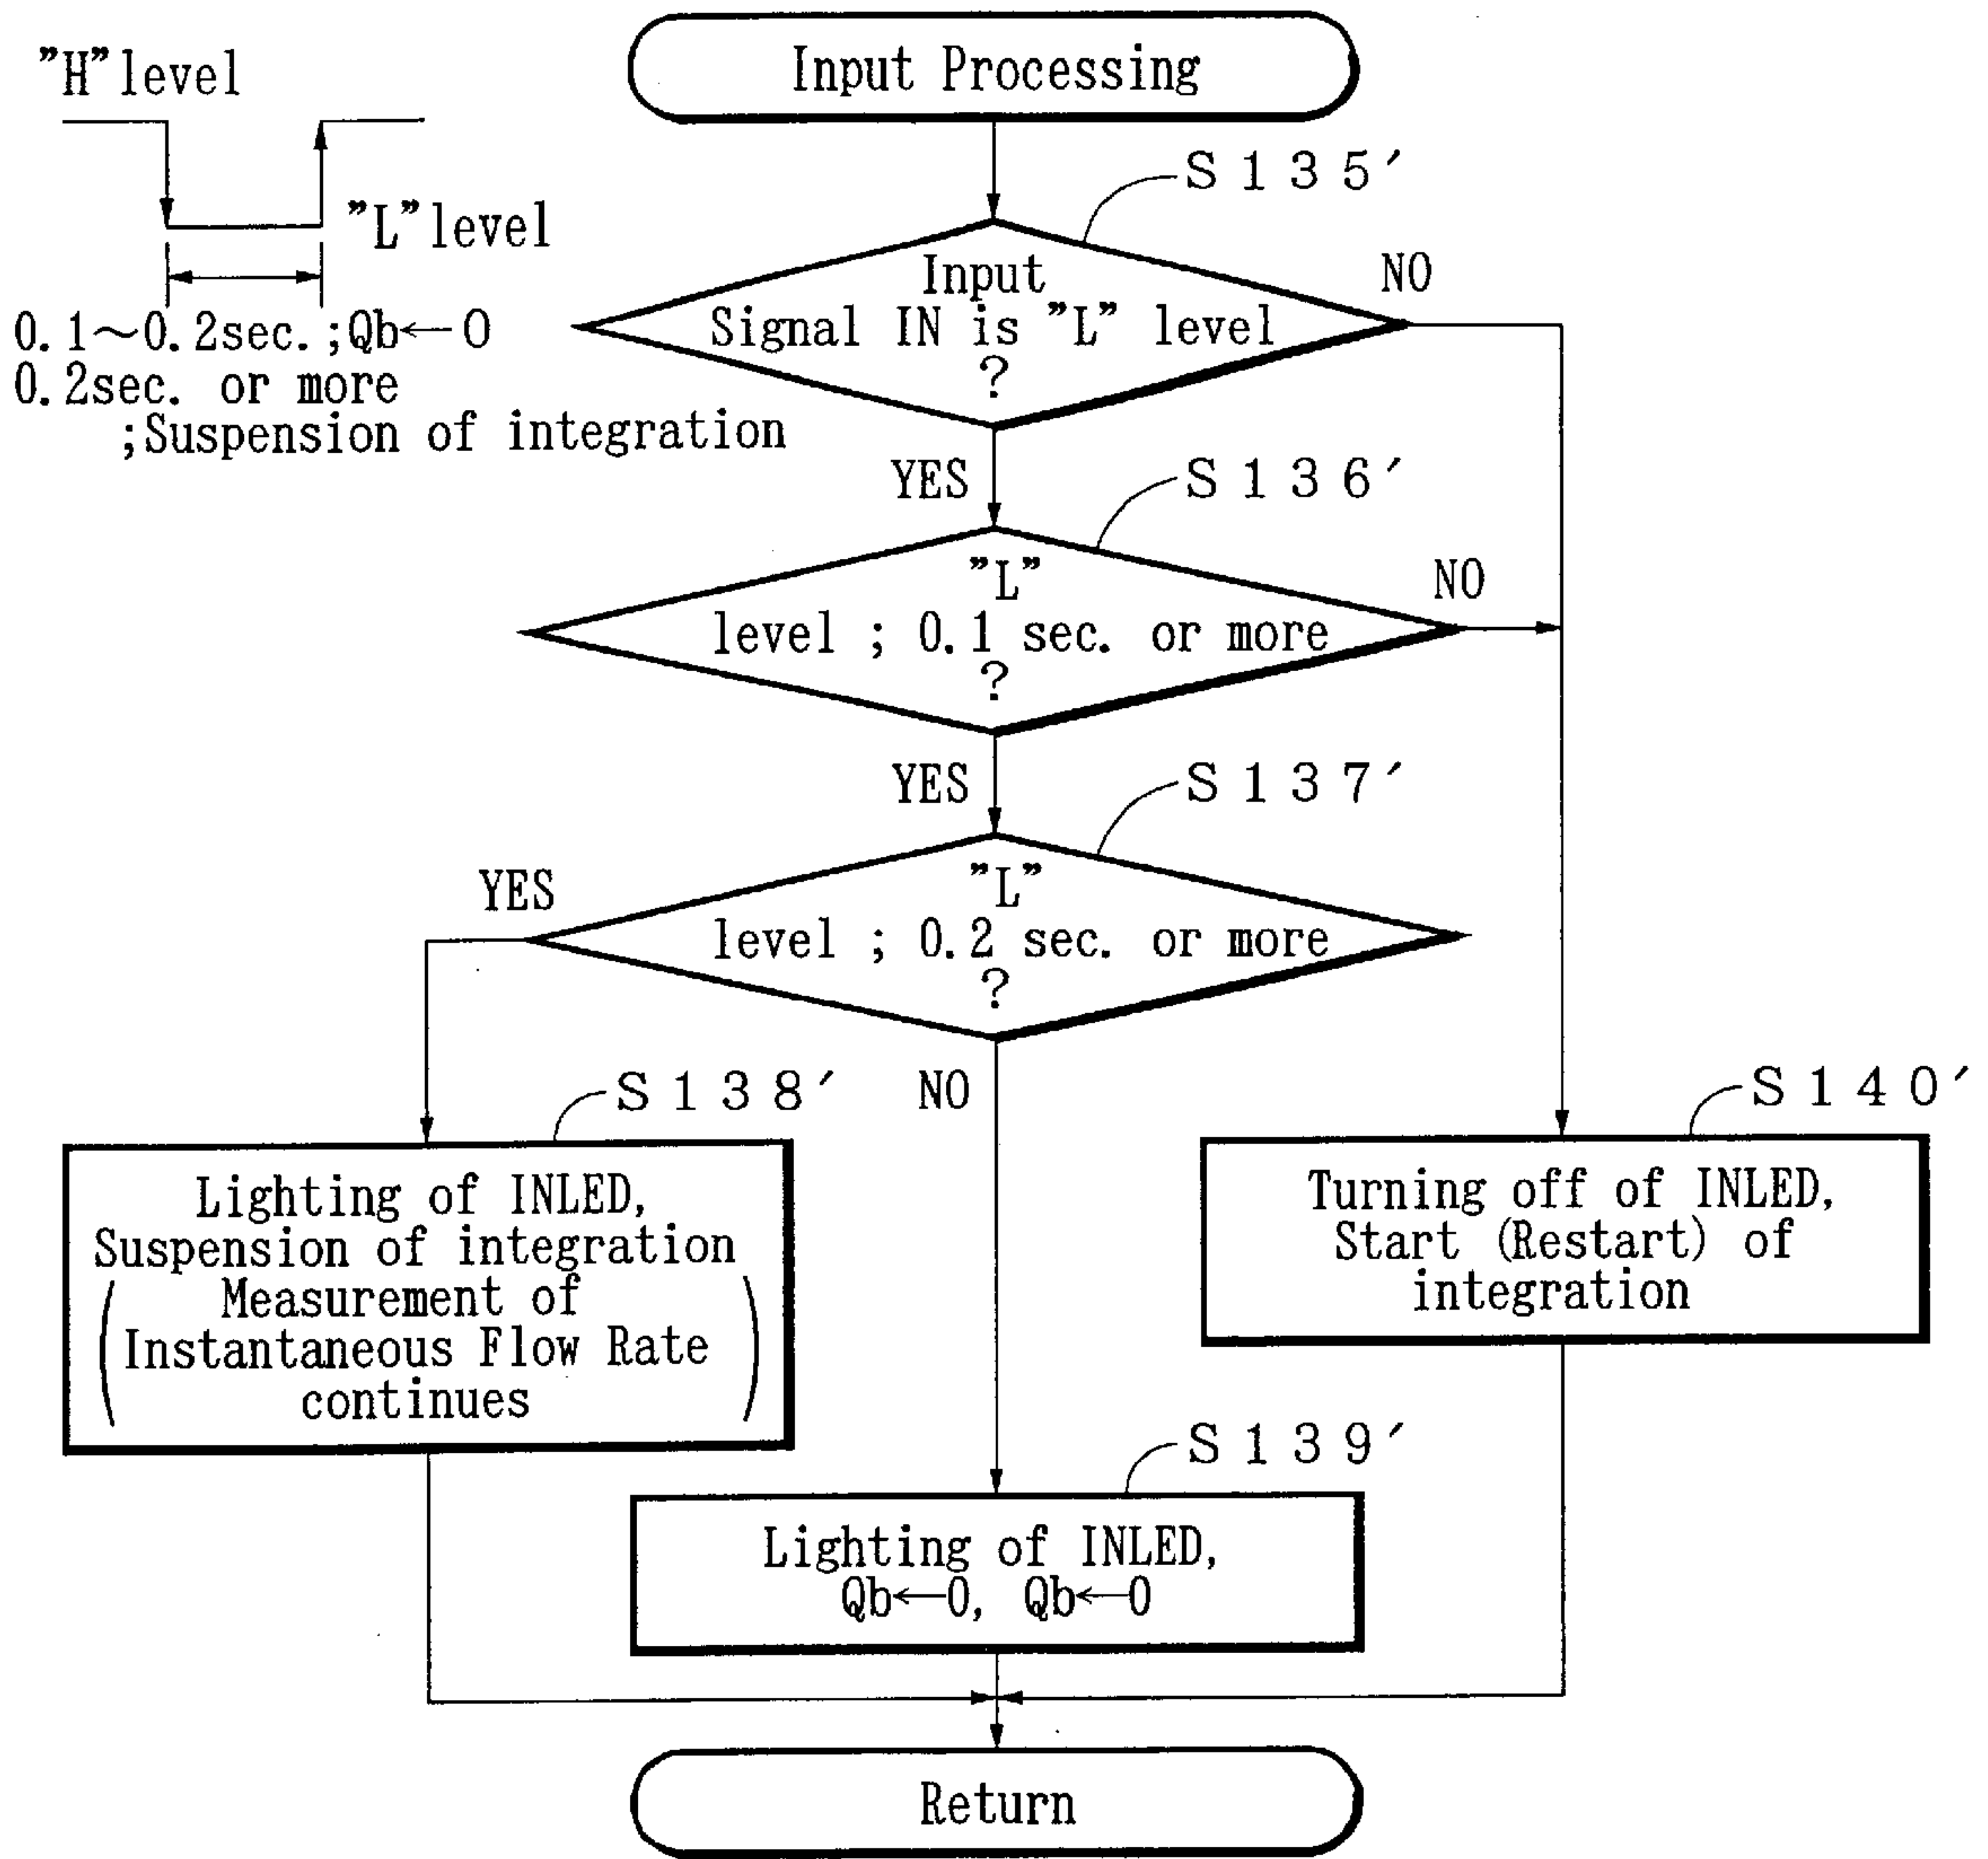 Input Processing
"H"level
"L"level
0.1~0.2sec.;Qb←0
0.2sec. or more
;Suspension of integration
S135′
Input
Signal IN is "L" level
?
NO
YES
S136′
"L"
level ; 0.1 sec. or more
?
NO
YES
S137′
"L"
level ; 0.2 sec. or more
?
YES
NO
S138′
Lighting of INLED,
Suspension of integration
(Measurement of
Instantaneous Flow Rate
continues)
S140′
Turning off of INLED,
Start (Restart) of
integration
S139′
Lighting of INLED,
Qb←0, Qb←0
Return